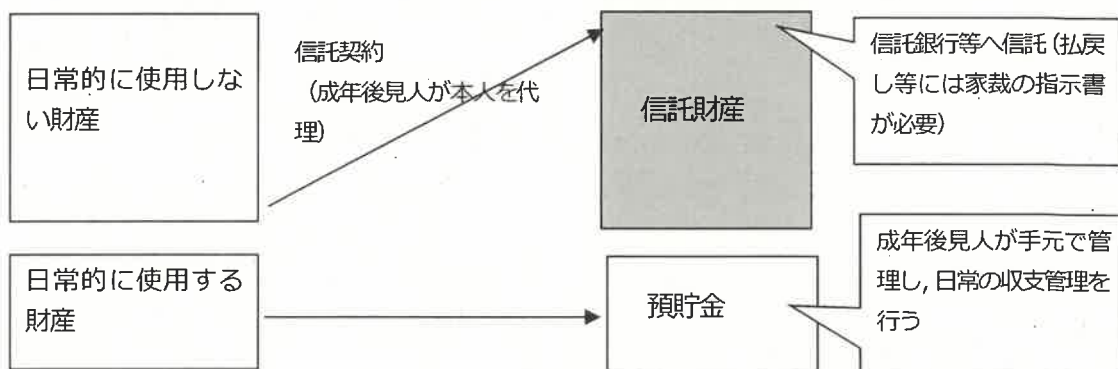 日常的に使用しな
い財産
信託契約
(成年後見人が本人を代
理)
信託財産
信託銀行等へ信託(払戻
し等には家裁の指示書
が必要)
日常的に使用する
財産
預貯金
成年後見人が手元で管
理し,日常の収支管理を
行う